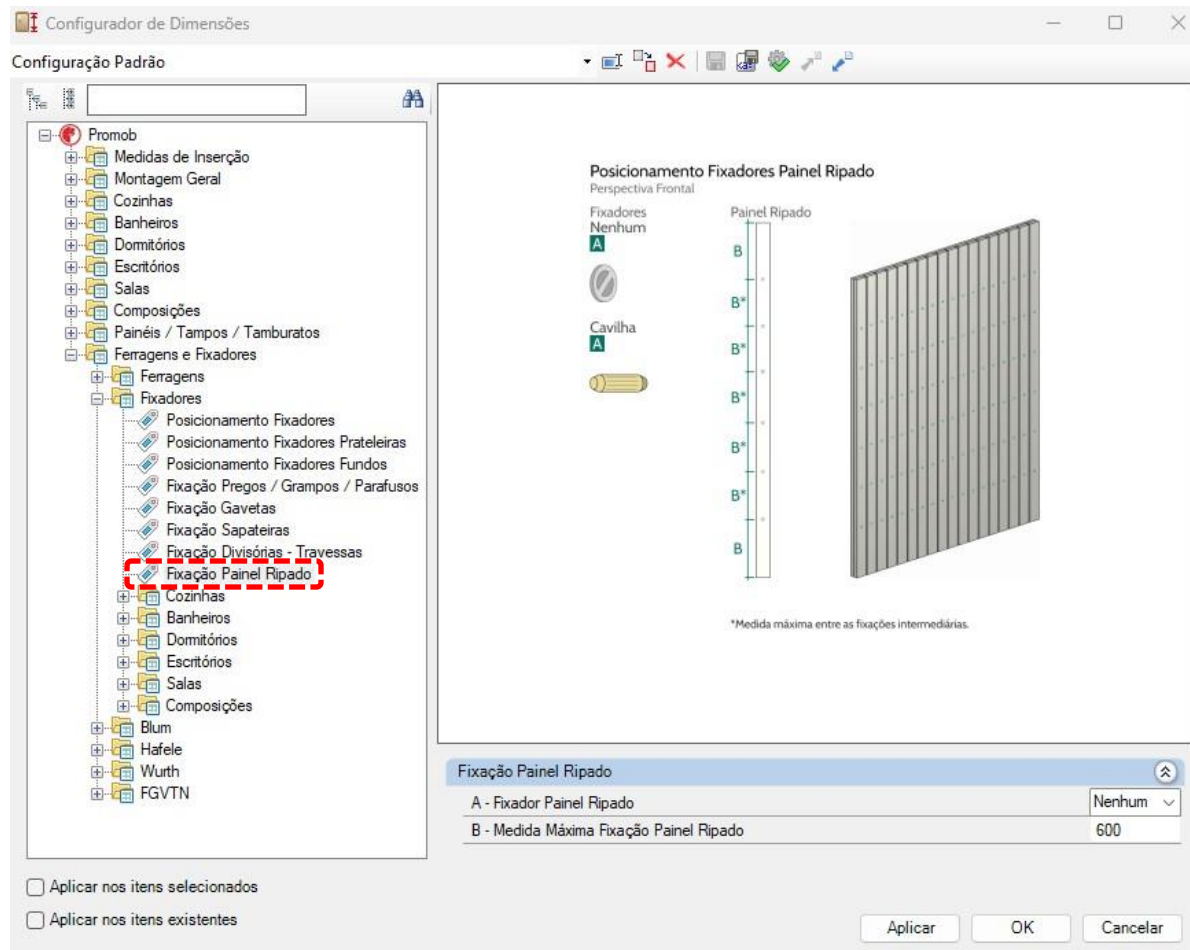 Configurador de Dimensões
Configuração Padrão
Promob
Medidas de Inserção
Montagem Geral
Cozinhas
Banheiros
Dormitórios
Escritórios
Salas
Composições
Painéis / Tampos / Tamburatos
Ferragens e Fixadores
Ferragens
Fixadores
Posicionamento Fixadores
Posicionamento Fixadores Prateleiras
Posicionamento Fixadores Fundos
Fixação Pregos / Grampos / Parafusos
Fixação Gavetas
Fixação Sapateiras
Fixação Divisórias - Travessas
Fixação Painel Ripado
Cozinhas
Banheiros
Dormitórios
Escritórios
Salas
Composições
Blum
Hafele
Wurth
FGVTN
Posicionamento Fixadores Painel Ripado
Perspectiva Frontal
Fixadores
Nenhum
A
Cavilha
A
Painel Ripado
B
B*
B*
B*
B*
B*
B
*Medida máxima entre as fixações intermediárias.
Fixação Painel Ripado
A - Fixador Painel Ripado Nenhum
B - Medida Máxima Fixação Painel Ripado 600
Aplicar nos itens selecionados
Aplicar nos itens existentes
Aplicar OK Cancelar